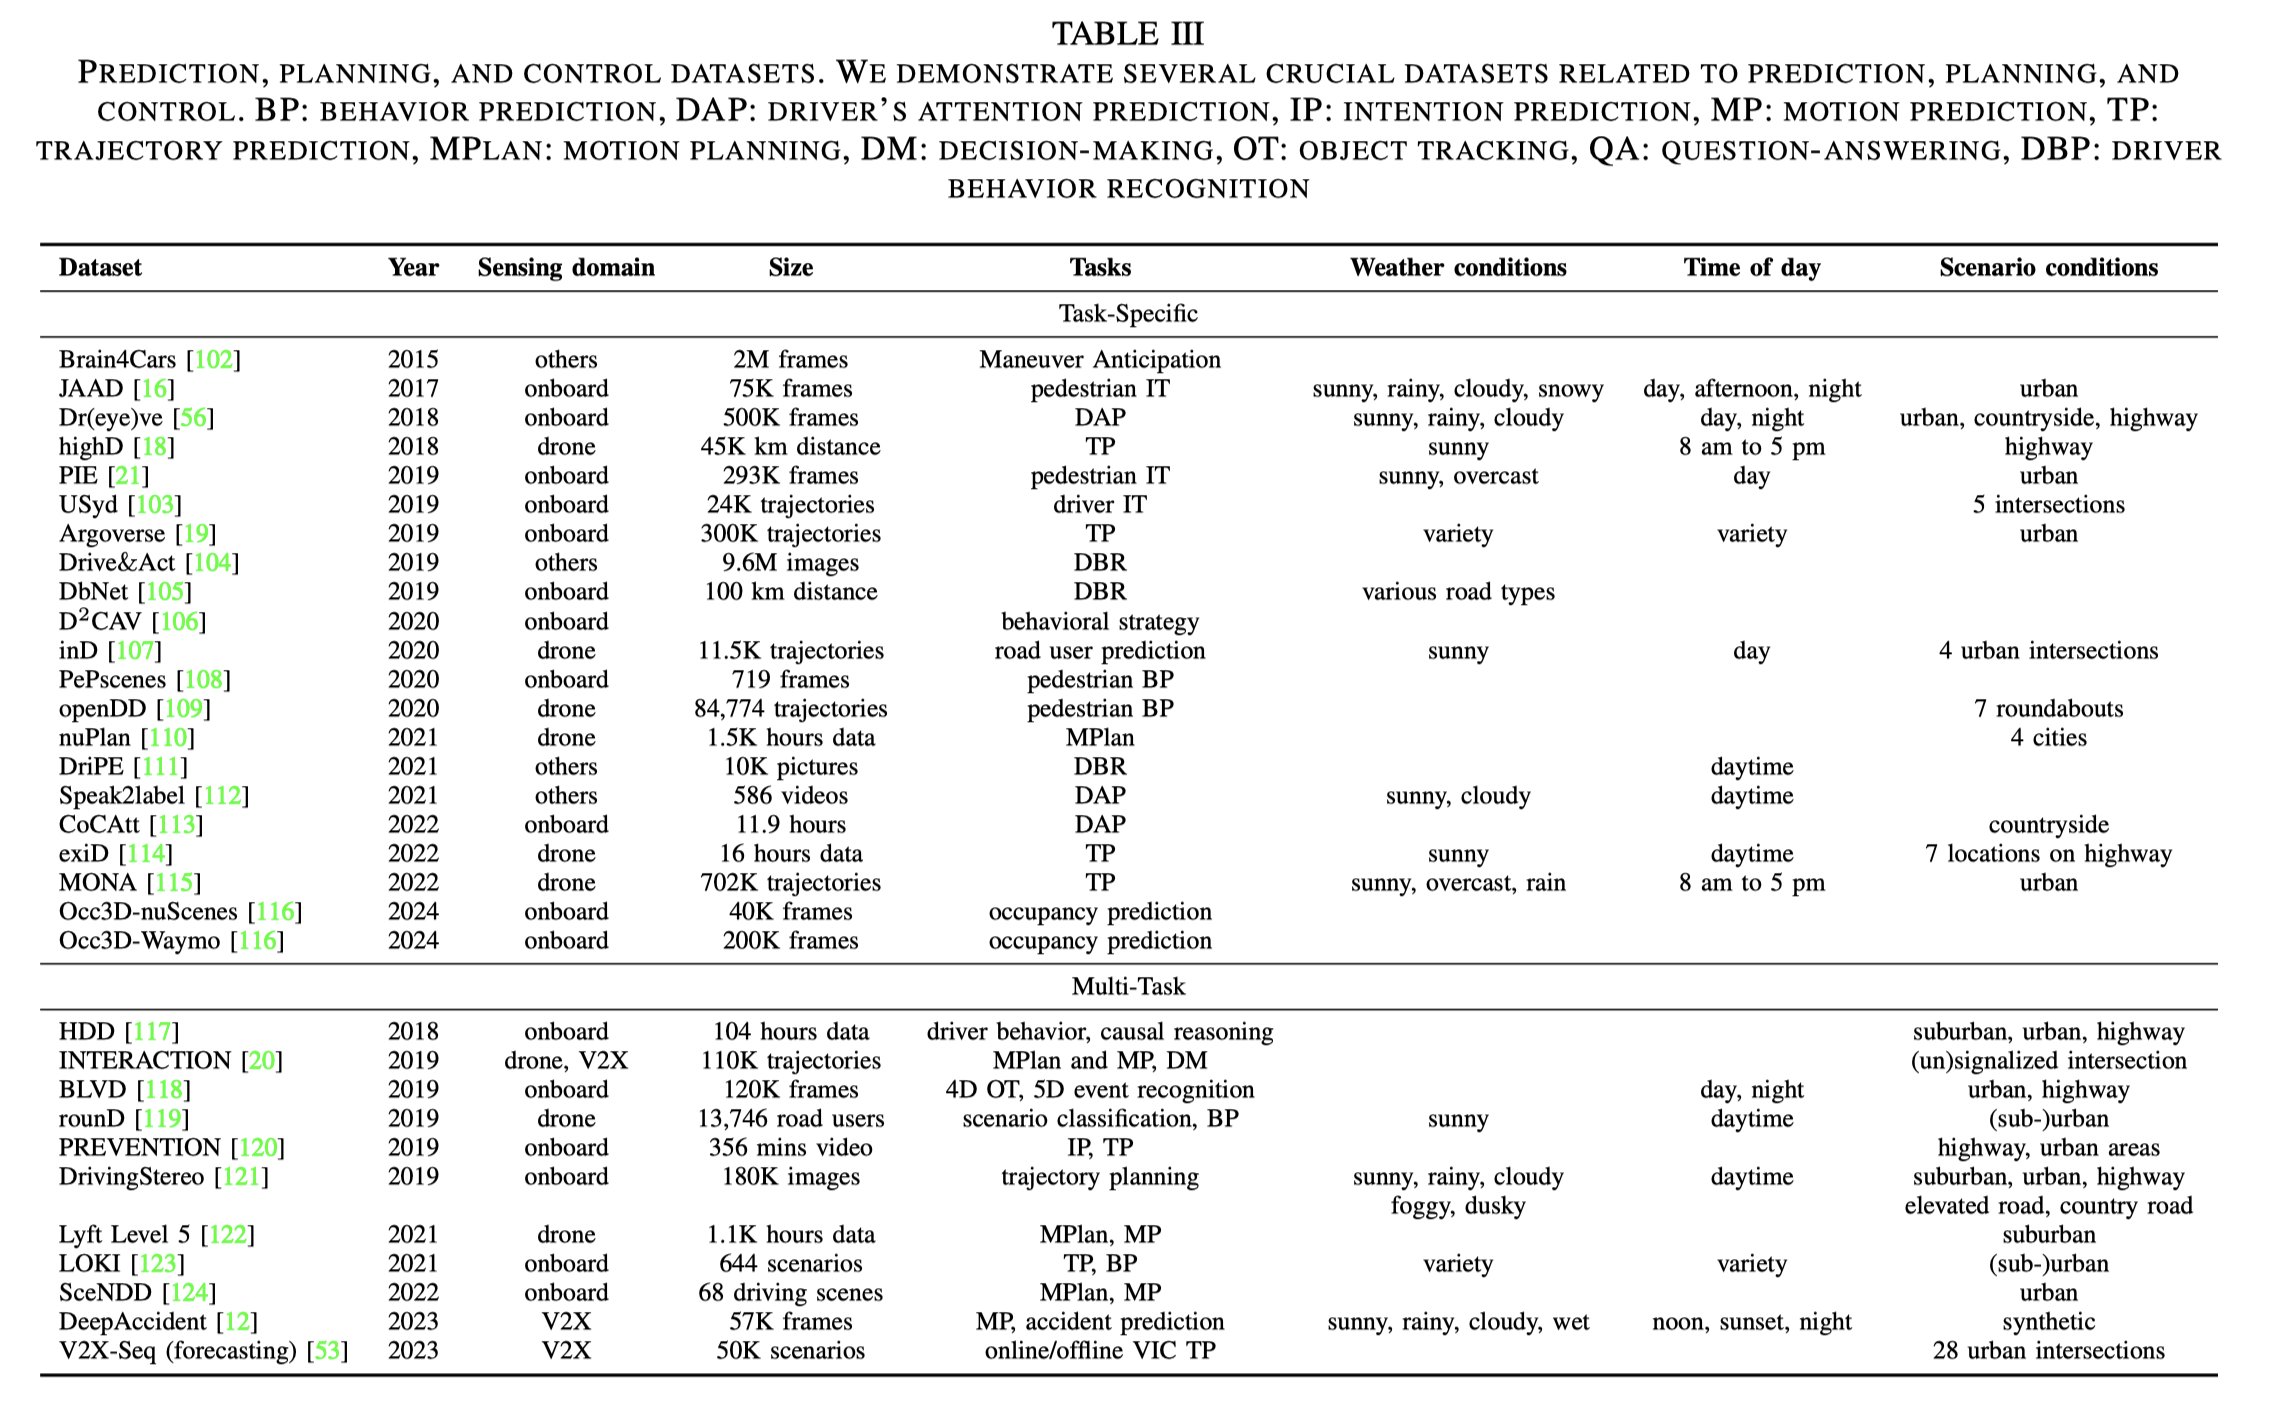 TABLE III
PREDICTION, PLANNING, AND CONTROL DATASETS. WE DEMONSTRATE SEVERAL CRUCIAL DATASETS RELATED TO PREDICTION, PLANNING, AND
CONTROL. BP: BEHAVIOR PREDICTION, DAP: DRIVER'S ATTENTION PREDICTION, IP: INTENTION PREDICTION, MP: MOTION PREDICTION, TP:
TRAJECTORY PREDICTION, MPLAN: MOTION PLANNING, DM: DECISION-MAKING, OT: OBJECT TRACKING, QA: QUESTION-ANSWERING, DBP: DRIVER
BEHAVIOR RECOGNITION
Dataset Year Sensing domain Size Tasks Weather conditions Time of day Scenario conditions
Task-Specific
Brain4Cars [102] 2015 others 2M frames Maneuver Anticipation
JAAD [16] 2017 onboard 75K frames pedestrian IT sunny, rainy, cloudy, snowy day, afternoon, night urban
Dr(eye)ve [56] 2018 onboard 500K frames DAP sunny, rainy, cloudy day, night urban, countryside, highway
highD [18] 2018 drone 45K km distance TP sunny 8 am to 5 pm highway
PIE [21] 2019 onboard 293K frames pedestrian IT sunny, overcast day urban
USyd [103] 2019 onboard 24K trajectories driver IT 5 intersections
Argoverse [19] 2019 onboard 300K trajectories TP variety variety urban
Drive&Act [104] 2019 others 9.6M images DBR
DbNet [105] 2019 onboard 100 km distance DBR various road types
D²CAV [106] 2020 onboard behavioral strategy
inD [107] 2020 drone 11.5K trajectories road user prediction sunny day 4 urban intersections
PePscenes [108] 2020 onboard 719 frames pedestrian BP
openDD [109] 2020 drone 84,774 trajectories pedestrian BP 7 roundabouts
nuPlan [110] 2021 drone 1.5K hours data MPlan 4 cities
DriPE [111] 2021 others 10K pictures DBR daytime
Speak2label [112] 2021 others 586 videos DAP sunny, cloudy daytime
CoCAtt [113] 2022 onboard 11.9 hours DAP countryside
exiD [114] 2022 drone 16 hours data TP sunny daytime 7 locations on highway
MONA [115] 2022 drone 702K trajectories TP sunny, overcast, rain 8 am to 5 pm urban
Occ3D-nuScenes [116] 2024 onboard 40K frames occupancy prediction
Occ3D-Waymo [116] 2024 onboard 200K frames occupancy prediction
Multi-Task
HDD [117] 2018 onboard 104 hours data driver behavior, causal reasoning suburban, urban, highway
INTERACTION [20] 2019 drone, V2X 110K trajectories MPlan and MP, DM (un)signalized intersection
BLVD [118] 2019 onboard 120K frames 4D OT, 5D event recognition day, night urban, highway
rounD [119] 2019 drone 13,746 road users scenario classification, BP sunny daytime (sub-)urban
PREVENTION [120] 2019 onboard 356 mins video IP, TP highway, urban areas
DrivingStereo [121] 2019 onboard 180K images trajectory planning sunny, rainy, cloudy daytime suburban, urban, highway
foggy, dusky elevated road, country road
Lyft Level 5 [122] 2021 drone 1.1K hours data MPlan, MP suburban
LOKI [123] 2021 onboard 644 scenarios TP, BP variety variety (sub-)urban
SceNDD [124] 2022 onboard 68 driving scenes MPlan, MP urban
DeepAccident [12] 2023 V2X 57K frames MP, accident prediction sunny, rainy, cloudy, wet noon, sunset, night synthetic
V2X-Seq (forecasting) [53] 2023 V2X 50K scenarios online/offline VIC TP 28 urban intersections